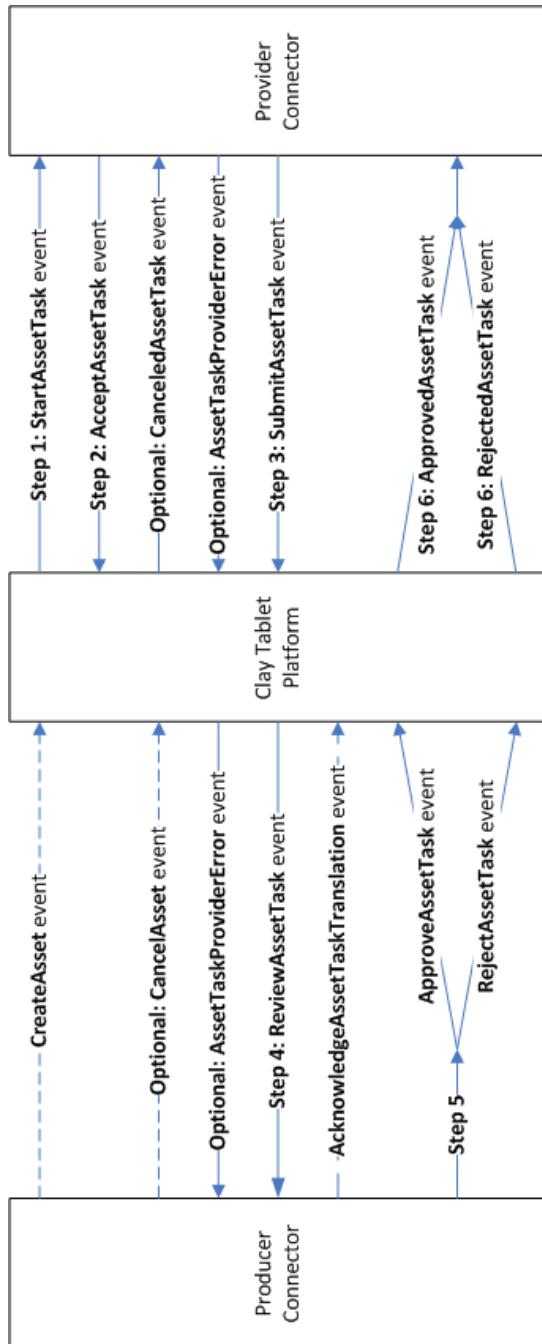 Producer
Connector
Clay Tablet
Platform
Provider
Connector
CreateAsset event
Optional: CancelAsset event
Optional: AssetTaskProviderError event
Step 4: ReviewAssetTask event
AcknowledgeAssetTaskTranslation event
Step 5
ApproveAssetTask event
RejectAssetTask event
Step 1: StartAssetTask event
Step 2: AcceptAssetTask event
Optional: CanceledAssetTask event
Optional: AssetTaskProviderError event
Step 3: SubmitAssetTask event
Step 6: ApprovedAssetTask event
Step 6: RejectedAssetTask event